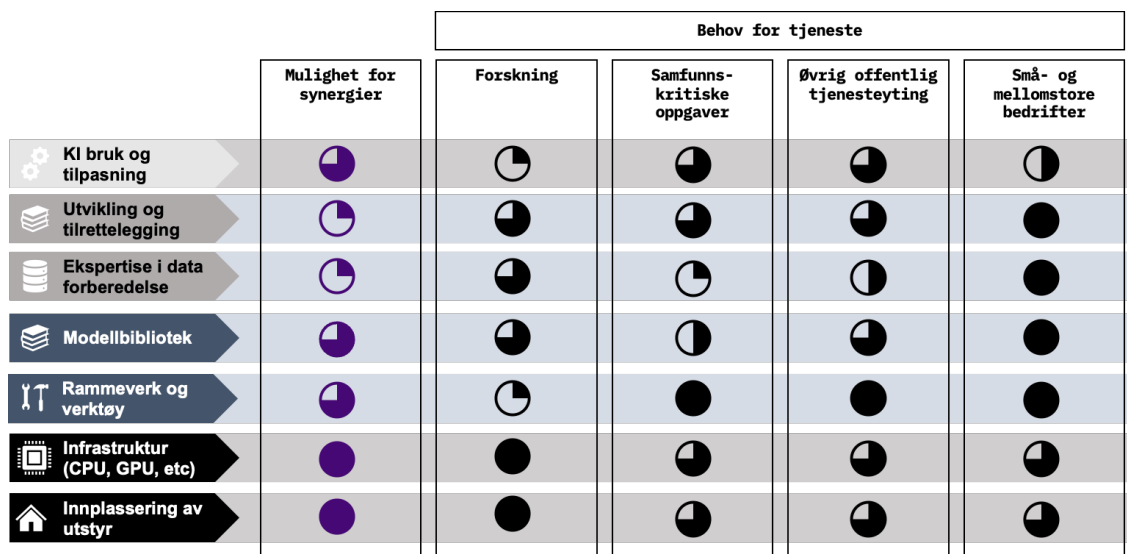 Behov for tjeneste
Mulighet for
synergier
Forskning
Samfunns-
kritiske
oppgaver
Øvrig offentlig
tjenesteyting
Små- og
mellomstore
bedrifter
KI bruk og
tilpasning
Utvikling og
tilrettelegging
Ekspertise i data
forberedelse
Modellbibliotek
Rammeverk og
verktøy
Infrastruktur
(CPU, GPU, etc)
Innplassering av
utstyr